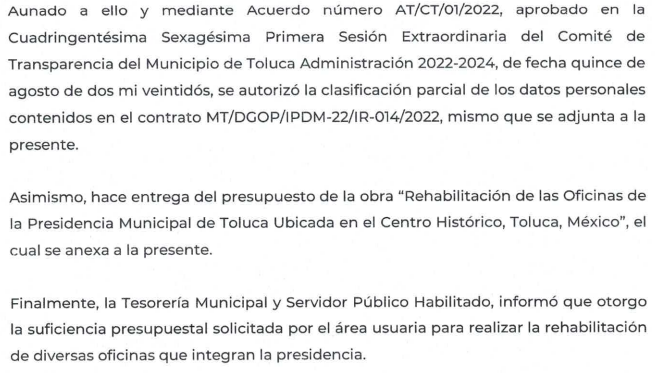 Aunado a ello y mediante Acuerdo número AT/CT/01/2022, aprobado en la
Cuadringentésima Sexagésima Primera Sesión Extraordinaria del Comité de
Transparencia del Municipio de Toluca Administración 2022-2024, de fecha quince de
agosto de dos mi veintidós, se autorizó la clasificación parcial de los datos personales
contenidos en el contrato MT/DGOP/IPDM-22/IR-014/2022, mismo que se adjunta a la
presente.
Asimismo, hace entrega del presupuesto de la obra “Rehabilitación de las Oficinas de
la Presidencia Municipal de Toluca Ubicada en el Centro Histórico, Toluca, México”, el
cual se anexa a la presente.
Finalmente, la Tesorería Municipal y Servidor Público Habilitado, informó que otorgo
la suficiencia presupuestal solicitada por el área usuaria para realizar la rehabilitación
de diversas oficinas que integran la presidencia.